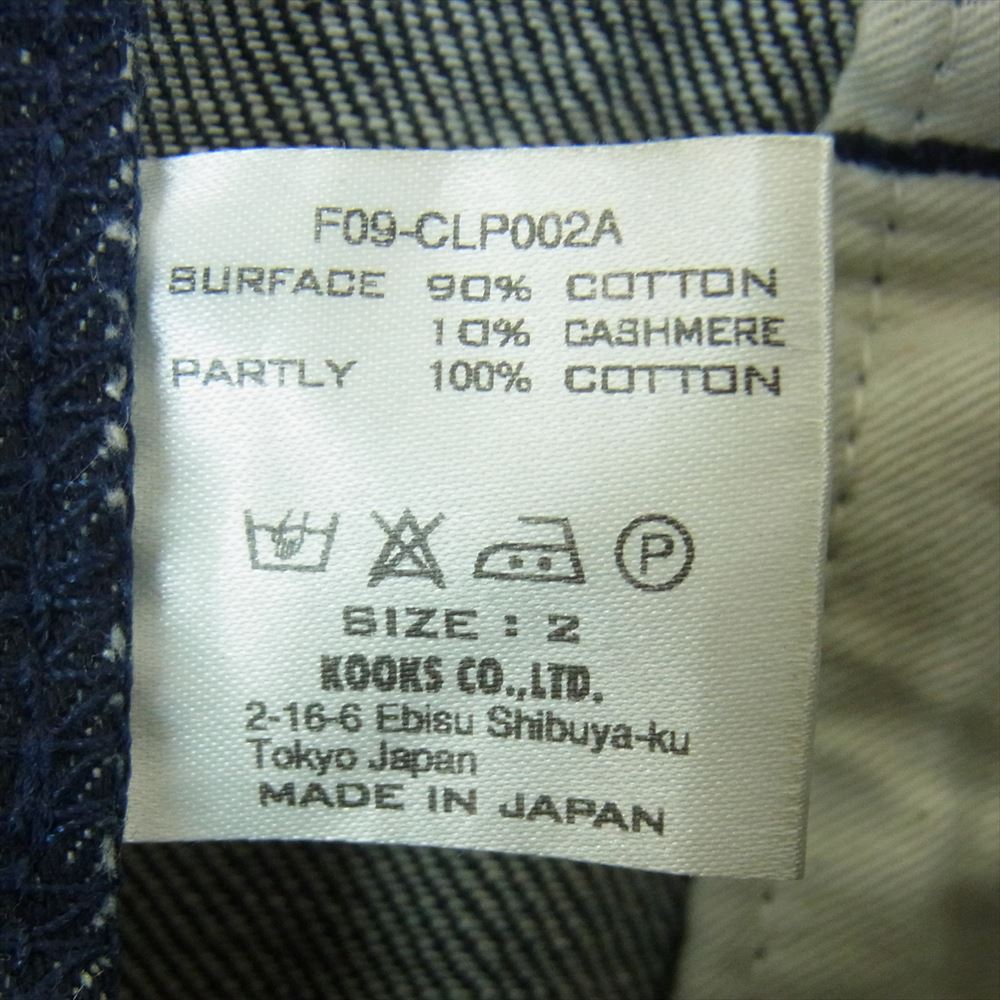 F09-CLP002A
SURFACE 90% COTTON
10% CASHMERE
PARTLY 100% COTTON
P
SIZE : 2
KOOKS CO.,LTD.
2-16-6 Ebisu Shibuya-ku
Tokyo Japan
MADE IN JAPAN